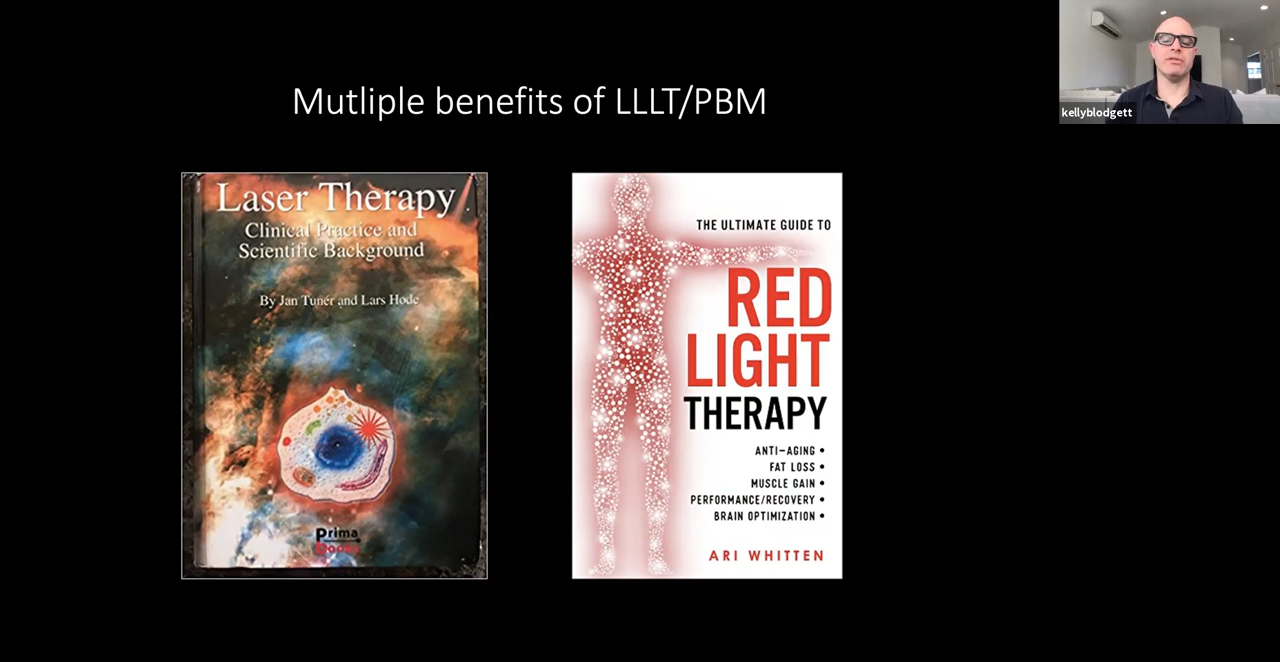 Mutliple benefits of LLLT/PBM
kellyblodgett
Laser Therapy
Clinical Practice and
Scientific Background
By Jan Tunér and Lars Hode
Prima
Books
THE ULTIMATE GUIDE TO
RED
LIGHT
THERAPY
ANTI-AGING •
FAT LOSS •
MUSCLE GAIN •
PERFORMANCE/RECOVERY •
BRAIN OPTIMIZATION •
ARI WHITTEN